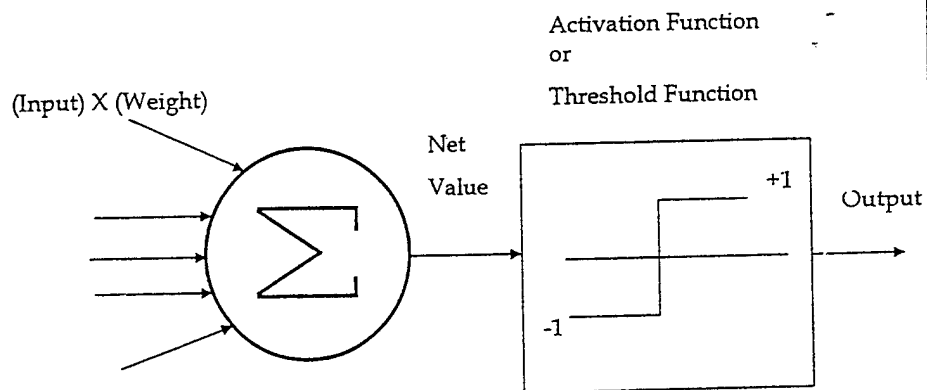 Activation Function
or
Threshold Function
(Input) X (Weight)
Net
Value
Σ
+1
-1
Output